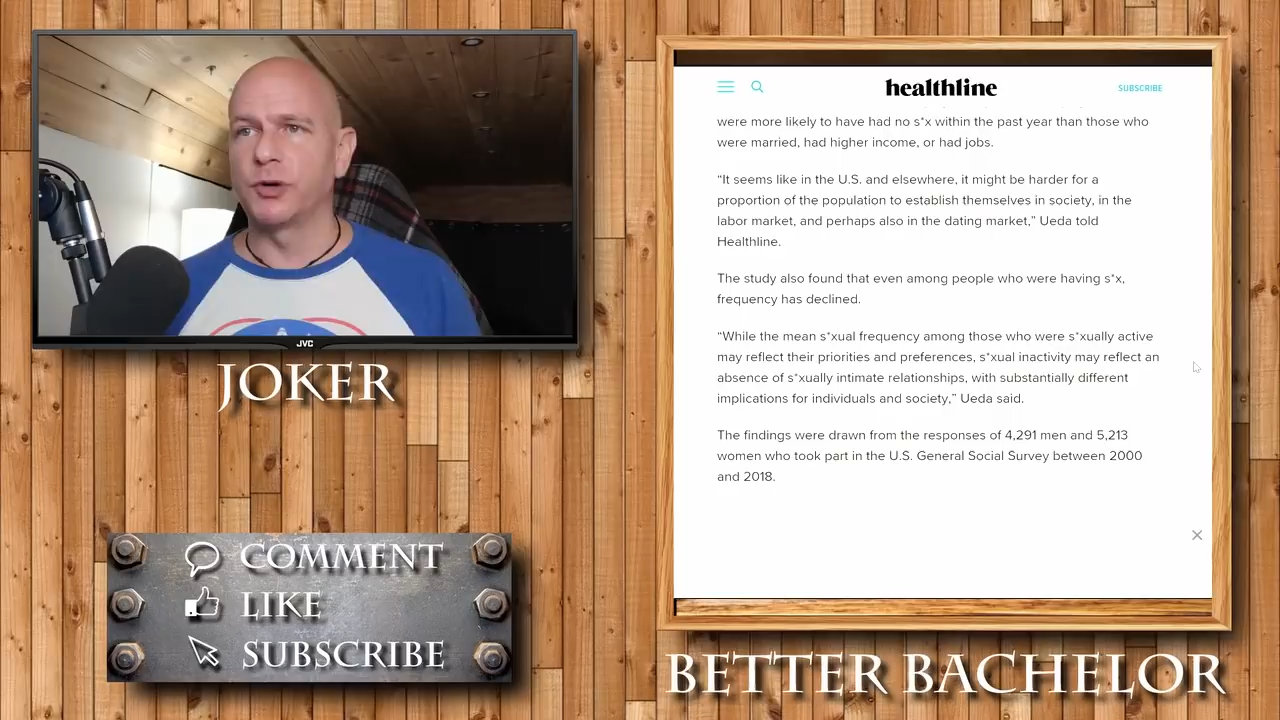 JVC
JOKER
COMMENT
LIKE
SUBSCRIBE
healthline
SUBSCRIBE
were more likely to have had no s*x within the past year than those who
were married, had higher income, or had jobs.
“It seems like in the U.S. and elsewhere, it might be harder for a
proportion of the population to establish themselves in society, in the
labor market, and perhaps also in the dating market,” Ueda told
Healthline.
The study also found that even among people who were having s*x,
frequency has declined.
“While the mean s*xual frequency among those who were s*xually active
may reflect their priorities and preferences, s*xual inactivity may reflect an
absence of s*xually intimate relationships, with substantially different
implications for individuals and society,” Ueda said.
The findings were drawn from the responses of 4,291 men and 5,213
women who took part in the U.S. General Social Survey between 2000
and 2018.
BETTER BACHELOR